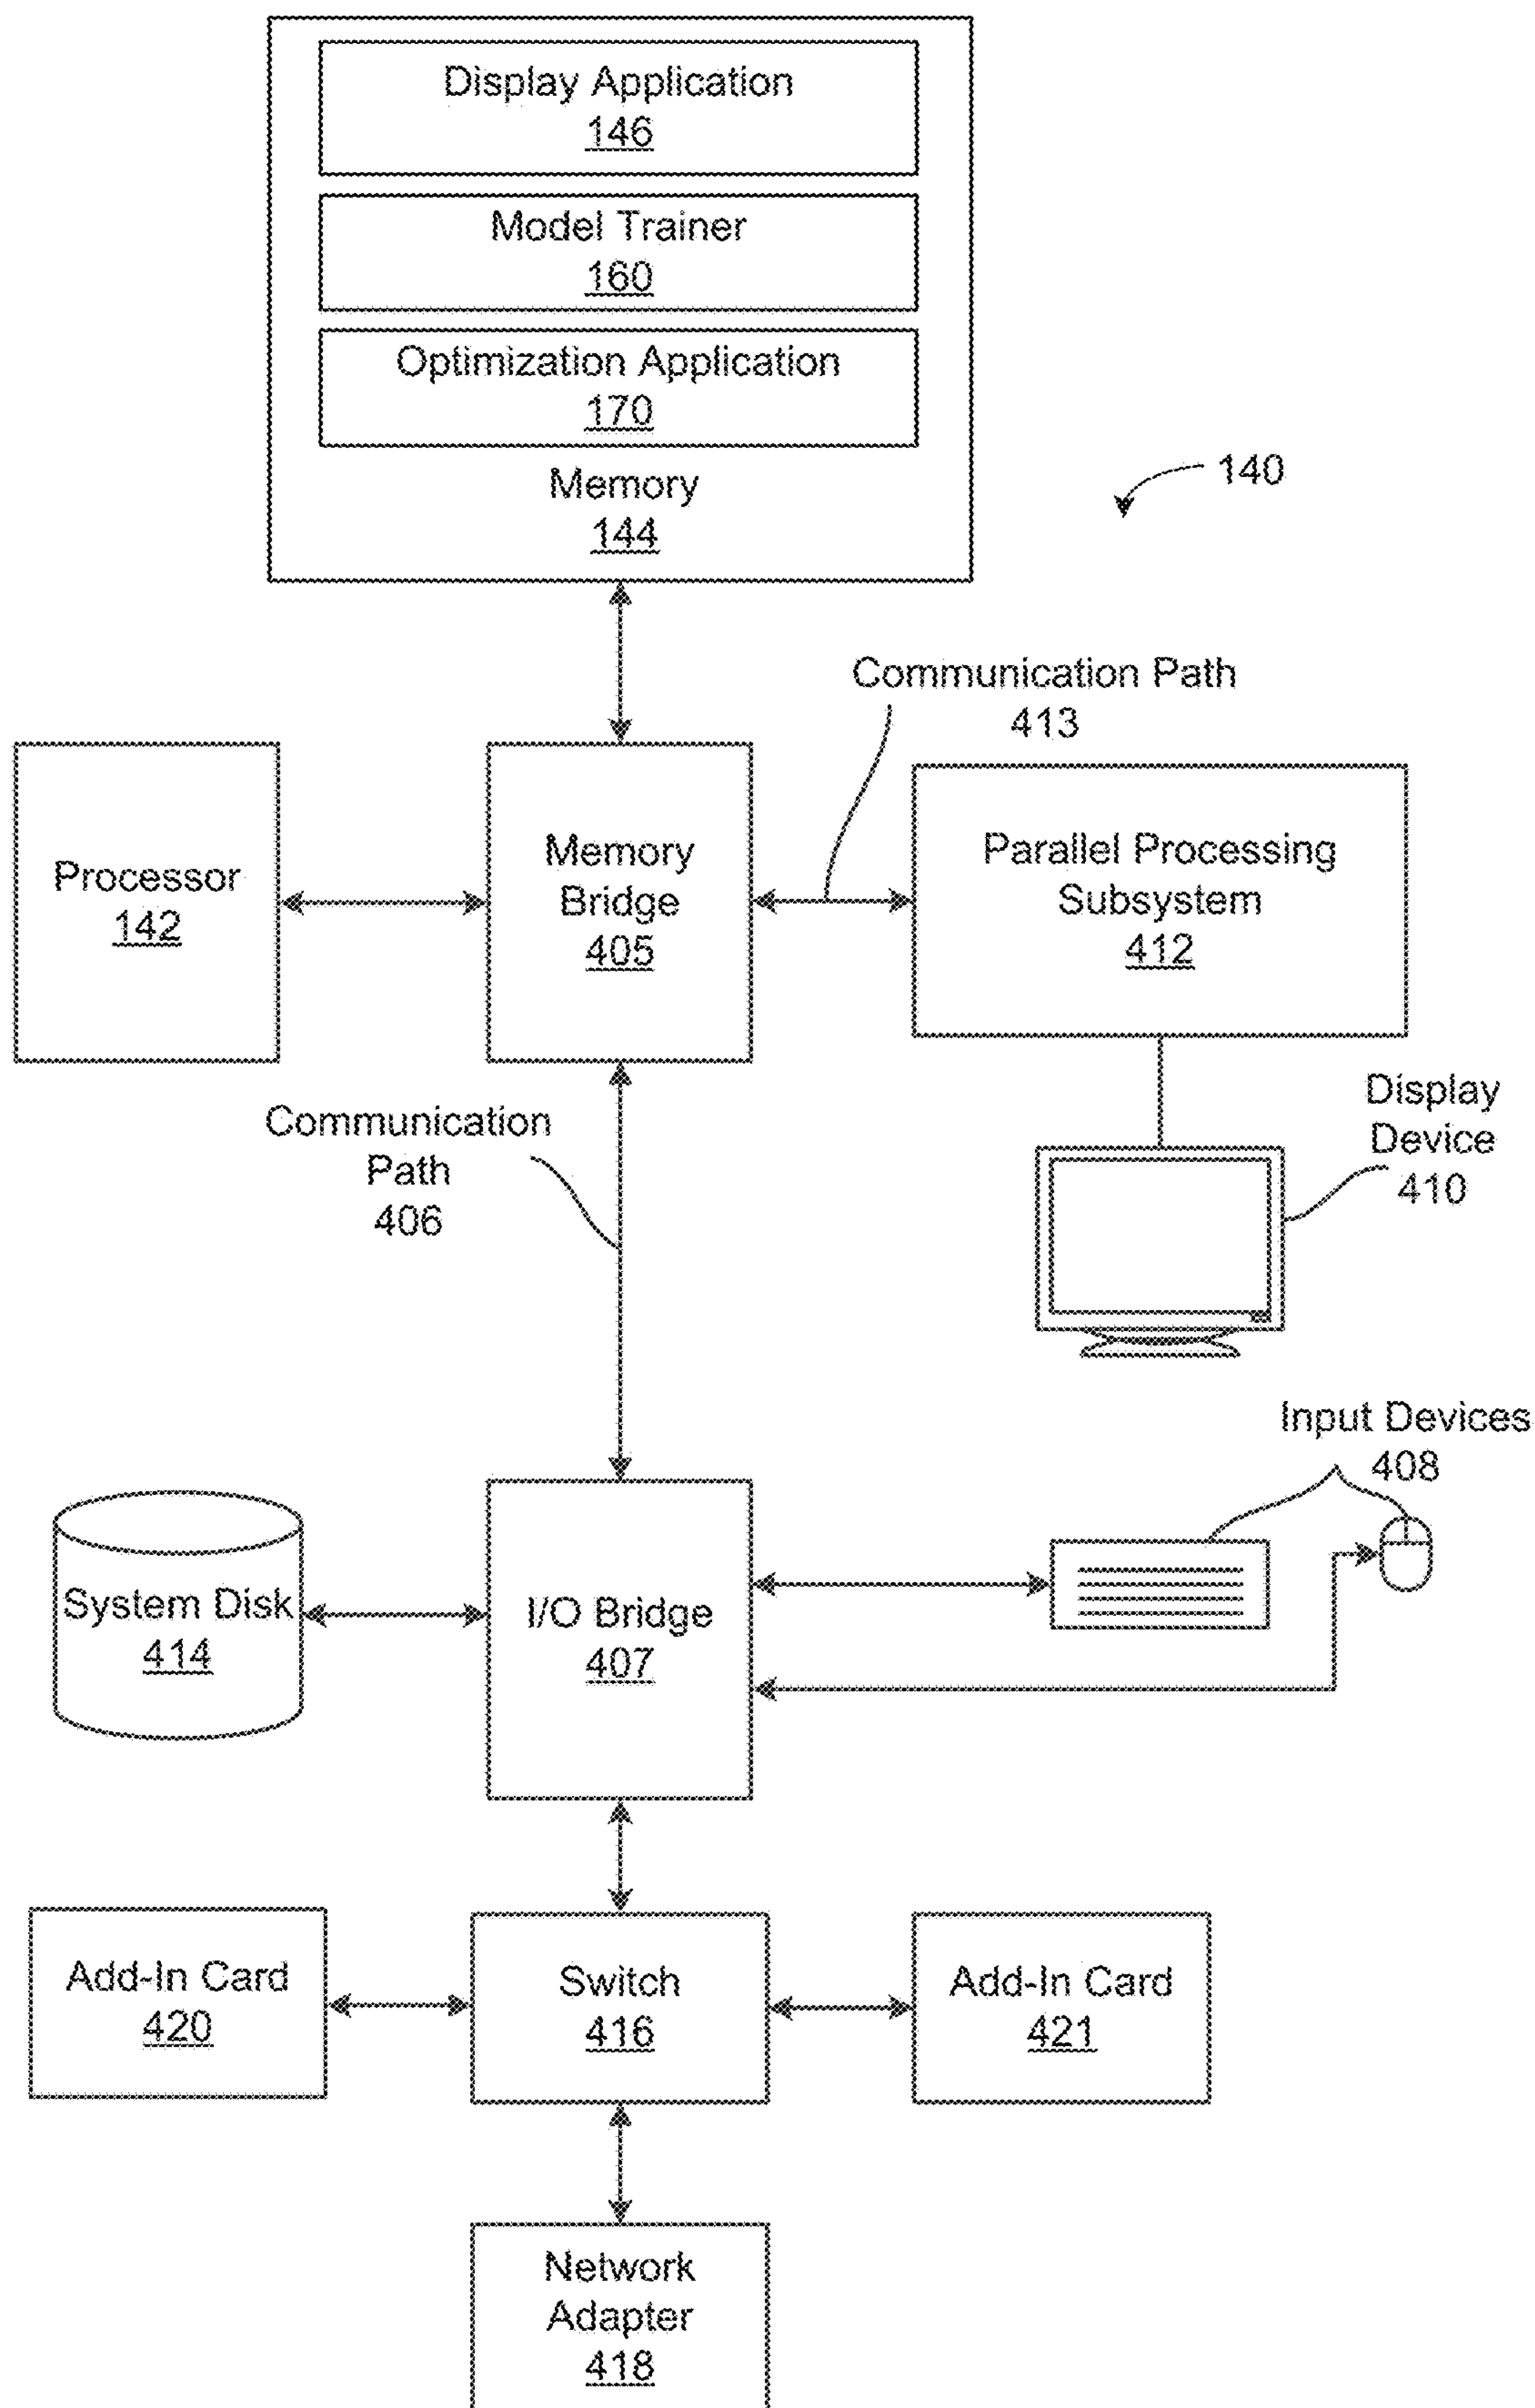 Display Application
146
Model Trainer
160
Optimization Application
170
Memory
144
140
Communication Path
413
Processor
142
Memory
Bridge
405
Parallel Processing
Subsystem
412
Communication
Path
406
Display
Device
410
Input Devices
408
System Disk
414
I/O Bridge
407
Add-In Card
420
Switch
416
Add-In Card
421
Network
Adapter
418